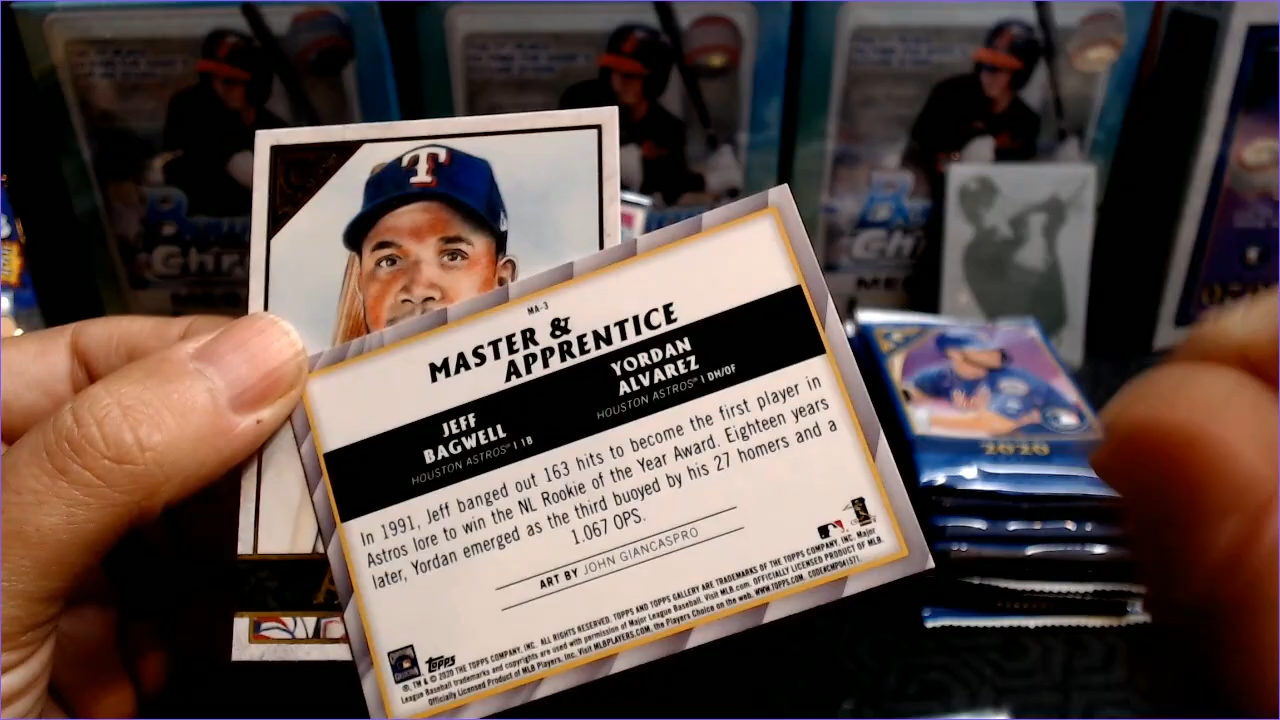 T
MA-3
MASTER &
APPRENTICE
JEFF
BAGWELL
HOUSTON ASTROS® | 1B
YORDAN
ALVAREZ
HOUSTON ASTROS® | DH/OF
In 1991, Jeff banged out 163 hits to become the first player in
Astros lore to win the NL Rookie of the Year Award. Eighteen years
later, Yordan emerged as the third buoyed by his 27 homers and a
1.067 OPS.
ART BY JOHN GIANCASPRO
topps
®, TM & © 2020 THE TOPPS COMPANY, INC. ALL RIGHTS RESERVED. TOPPS AND TOPPS GALLERY ARE TRADEMARKS OF THE TOPPS COMPANY, INC. Major
League Baseball trademarks and copyrights are used with permission of Major League Baseball. Visit MLB.com. OFFICIALLY LICENSED PRODUCT OF MLB
Officially Licensed Product of MLB Players, Inc. Visit MLBPLAYERS.COM, the Players Choice on the web. WWW.TOPPS.COM. CODE#CMP041571.
2020